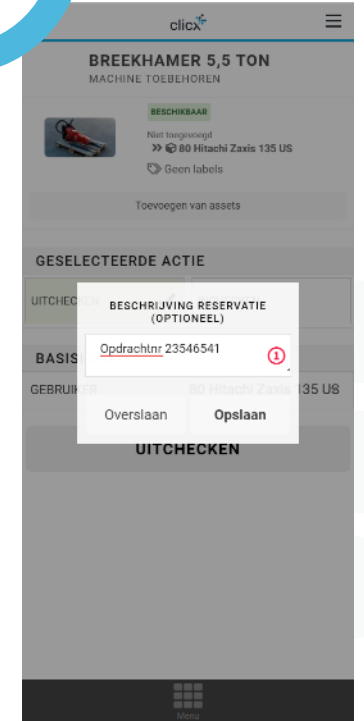 clicx
BREEKHAMER 5,5 TON
MACHINE TOEBEHOREN
BESCHIKBAAR
Niet toegevoegd
80 Hitachi Zaxis 135 US
Geen labels
Toevoegen van assets
GESELECTEERDE ACTIE
UITCHECKEN
BESCHRIJVING RESERVATIE
(OPTIONEEL)
Opdrachtnr 23546541
1
BASIS
GEBRUIKER 80 Hitachi Zaxis 135 US
Overslaan Opslaan
UITCHECKEN
Menu